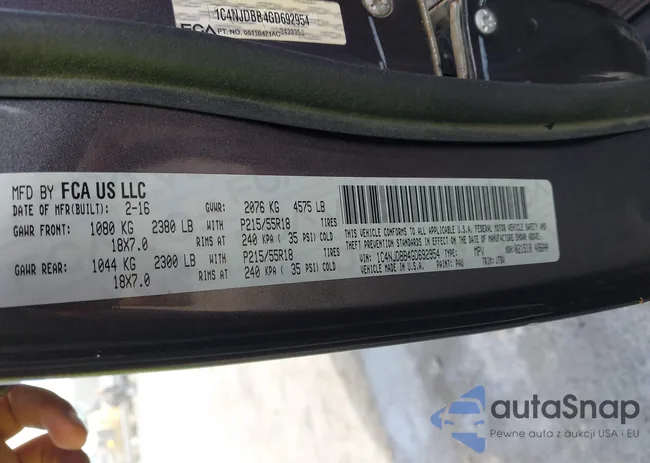 1C4NJDBB4GD692954
PT. NO. 68116471AC
MFD BY FCA US LLC
DATE OF MFR(BUILT): 2-16
GVWR: 2076 KG 4575 LB
GAWR FRONT: 1080 KG 2380 LB WITH P215/55R18 TIRES
18X7.0 RIMS AT 240 KPA ( 35 PSI) COLD
GAWR REAR: 1044 KG 2300 LB WITH P215/55R18 TIRES
18X7.0 RIMS AT 240 KPA ( 35 PSI) COLD
THIS VEHICLE CONFORMS TO ALL U.S.A. FEDERAL MOTOR VEHICLE SAFETY AND
THEFT PREVENTION STANDARDS IN EFFECT ON THE DATE OF MANUFACTURE SHOWN ABOVE.
VIN: 1C4NJDBB4GD692954 TYPE: MPV
MADE IN U.S.A. PAINT: PAU TRIM:
autaSnap
Pewne auta z aukcji USA i EU